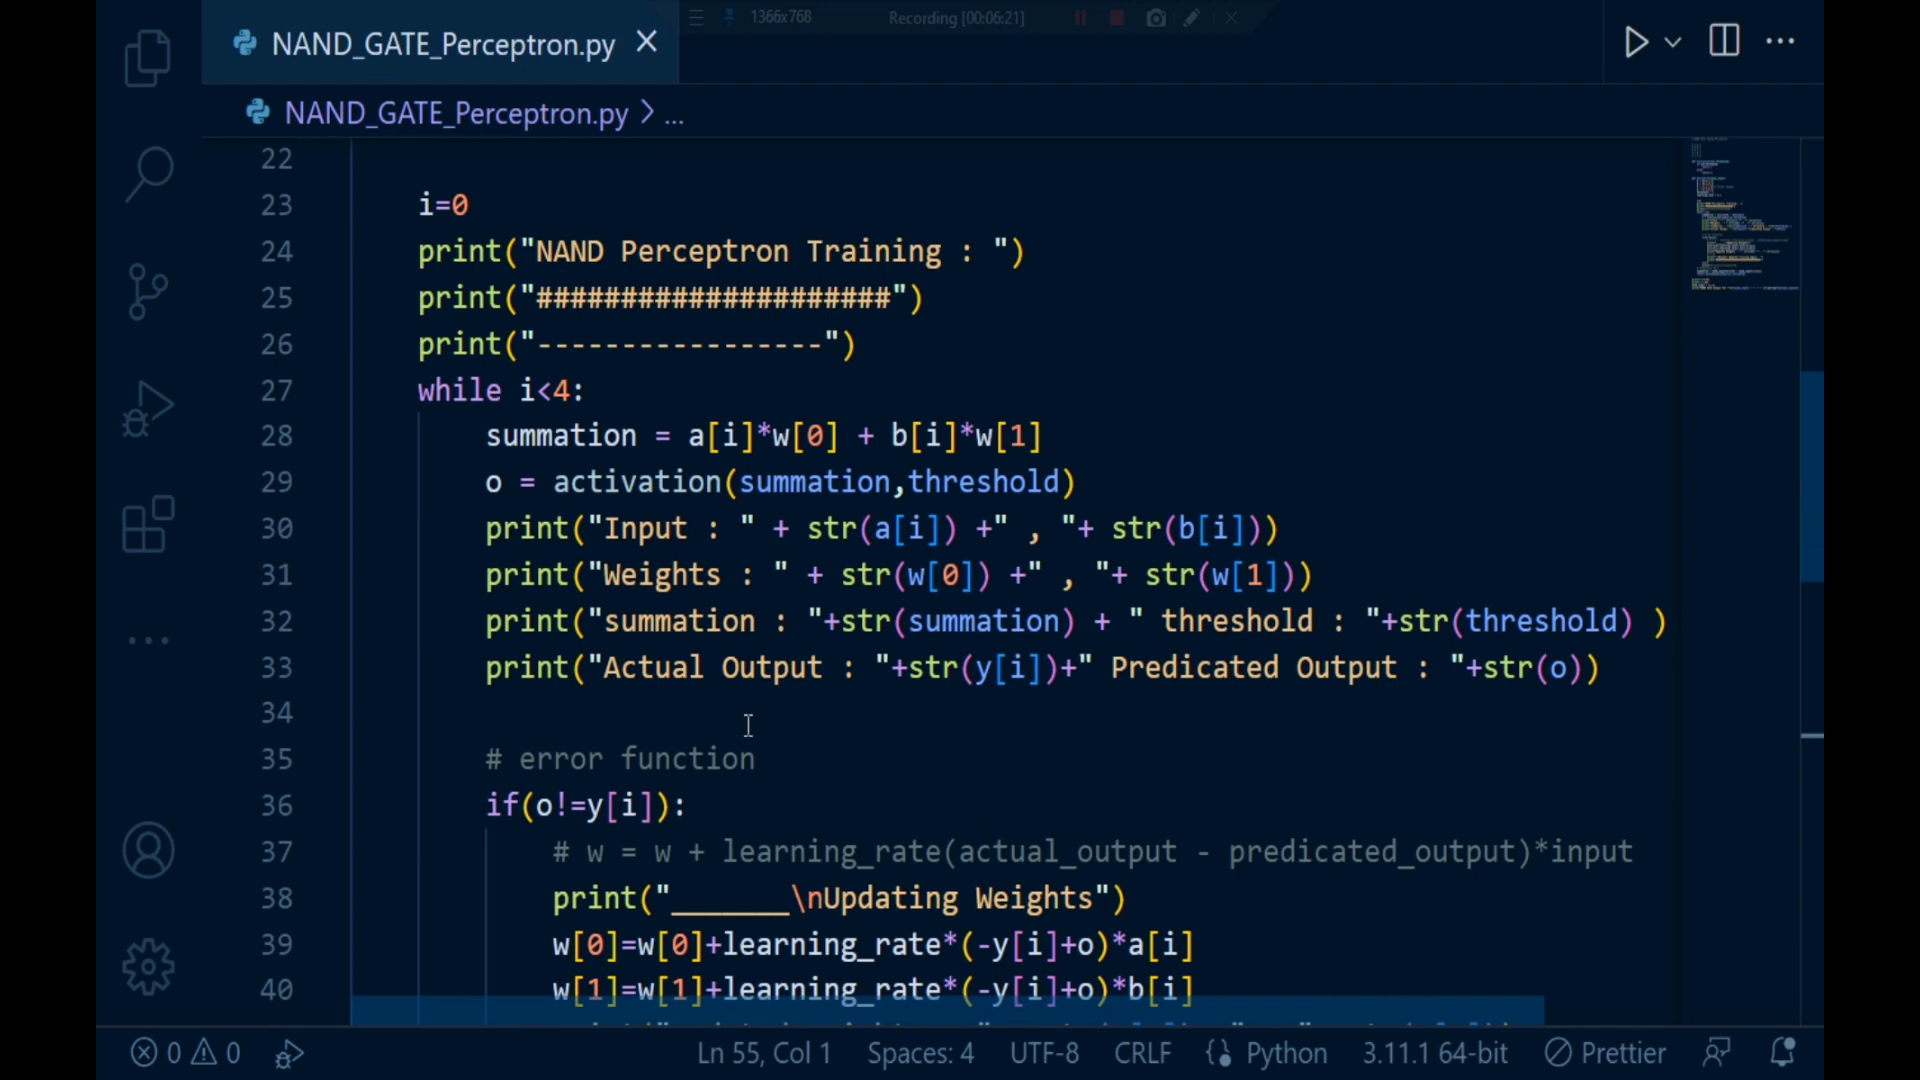 1366x768 Recording [00:06:21]
NAND_GATE_Perceptron.py
NAND_GATE_Perceptron.py > ...
22
23 i=0
24 print("NAND Perceptron Training : ")
25 print("#####################")
26 print("-----------------")
27 while i<4:
28 summation = a[i]*w[0] + b[i]*w[1]
29 o = activation(summation,threshold)
30 print("Input : " + str(a[i]) +" , "+ str(b[i]))
31 print("Weights : " + str(w[0]) +" , "+ str(w[1]))
32 print("summation : "+str(summation) + " threshold : "+str(threshold) )
33 print("Actual Output : "+str(y[i])+" Predicated Output : "+str(o))
34
35 # error function
36 if(o!=y[i]):
37 # w = w + learning_rate(actual_output - predicated_output)*input
38 print("_______\nUpdating Weights")
39 w[0]=w[0]+learning_rate*(-y[i]+o)*a[i]
40 w[1]=w[1]+learning_rate*(-y[i]+o)*b[i]
0 0 Ln 55, Col 1 Spaces: 4 UTF-8 CRLF Python 3.11.1 64-bit Prettier